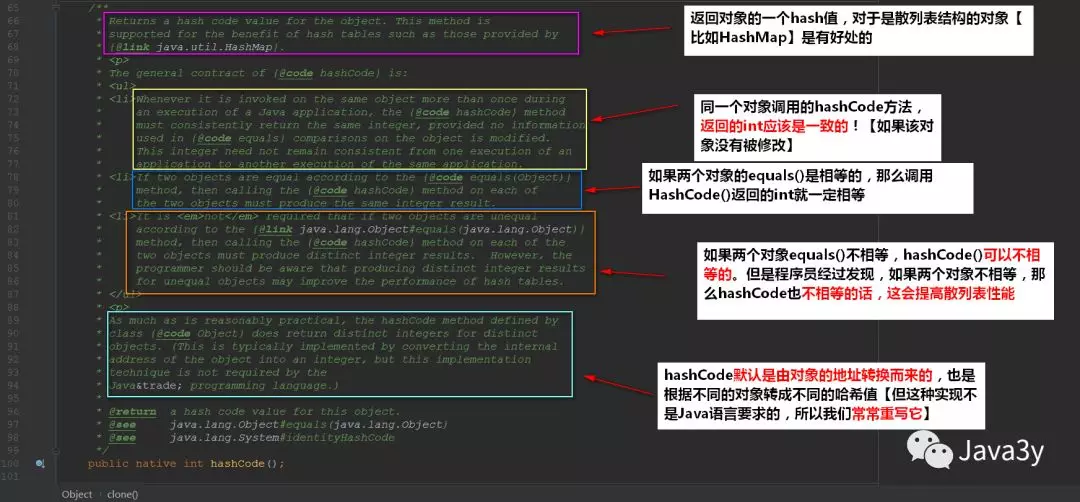 65 /**
66 * Returns a hash code value for the object. This method is
67 * supported for the benefit of hash tables such as those provided by
68 * {@link java.util.HashMap}.
69 * <p>
70 * The general contract of {@code hashCode} is:
71 * <ul>
72 * <li>Whenever it is invoked on the same object more than once during
73 * an execution of a Java application, the {@code hashCode} method
74 * must consistently return the same integer, provided no information
75 * used in {@code equals} comparisons on the object is modified.
76 * This integer need not remain consistent from one execution of an
77 * application to another execution of the same application.
78 * <li>If two objects are equal according to the {@code equals(Object)}
79 * method, then calling the {@code hashCode} method on each of
80 * the two objects must produce the same integer result.
81 * <li>It is <em>not</em> required that if two objects are unequal
82 * according to the {@link java.lang.Object#equals(java.lang.Object)}
83 * method, then calling the {@code hashCode} method on each of the
84 * two objects must produce distinct integer results. However, the
85 * programmer should be aware that producing distinct integer results
86 * for unequal objects may improve the performance of hash tables.
87 * </ul>
88 * <p>
89 * As much as is reasonably practical, the hashCode method defined by
90 * class {@code Object} does return distinct integers for distinct
91 * objects. (This is typically implemented by converting the internal
92 * address of the object into an integer, but this implementation
93 * technique is not required by the
94 * Java&trade; programming language.)
95 *
96 * @return a hash code value for this object.
97 * @see java.lang.Object#equals(java.lang.Object)
98 * @see java.lang.System#identityHashCode
99 */
100 public native int hashCode();
101
返回对象的一个hash值，对于是散列表结构的对象【
比如HashMap】是有好处的
同一个对象调用的hashCode方法，
返回的int应该是一致的！【如果该对
象没有被修改】
如果两个对象的equals()是相等的，那么调用
HashCode()返回的int就一定相等
如果两个对象equals()不相等，hashCode()可以不相
等的。但是程序员经过发现，如果两个对象不相等，那
么hashCode也不相等的话，这会提高散列表性能
hashCode默认是由对象的地址转换而来的，也是
根据不同的对象转成不同的哈希值【但这种实现不
是Java语言要求的，所以我们常常重写它】
Java3y
Object › clone()